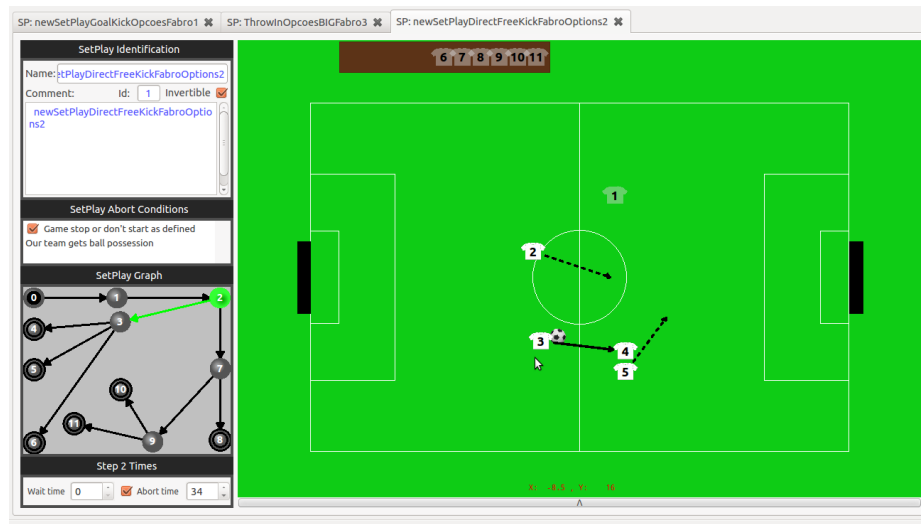 SP: newSetPlayGoalKickOpcoesFabro1 ✖ SP: ThrowInOpcoesBIGFabro3 ✖ SP: newSetPlayDirectFreeKickFabroOptions2 ✖
SetPlay Identification
Name: etPlayDirectFreeKickFabroOptions2
Comment: Id: 1 Invertible
newSetPlayDirectFreeKickFabroOptio
ns2
SetPlay Abort Conditions
Game stop or don't start as defined
Our team gets ball possession
SetPlay Graph
0 1 2
3
4
5
7
10
11
6 9 8
Step 2 Times
Wait time 0 Abort time 34
6 7 8 9 10 11
1
2
3
4
5
X: -8.5 , Y: 16